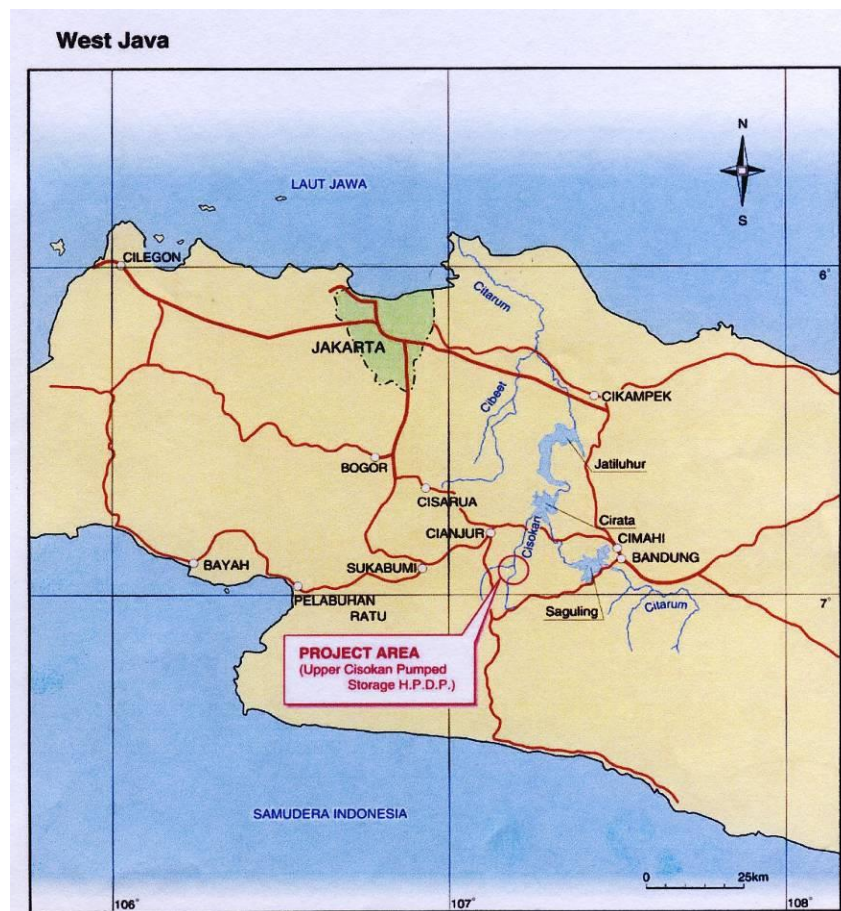 West Java
N
S
LAUT JAWA
CILEGON
6°
Citarum
JAKARTA
Cibeet
CIKAMPEK
BOGOR
Jatiluhur
CISARUA
Cirata
CIANJUR
Cisokan
CIMAHI
BANDUNG
BAYAH
SUKABUMI
7°
PELABUHAN
RATU
Saguling
Citarum
PROJECT AREA
(Upper Cisokan Pumped
Storage H.P.D.P.)
SAMUDERA INDONESIA
0 25km
106° 107° 108°